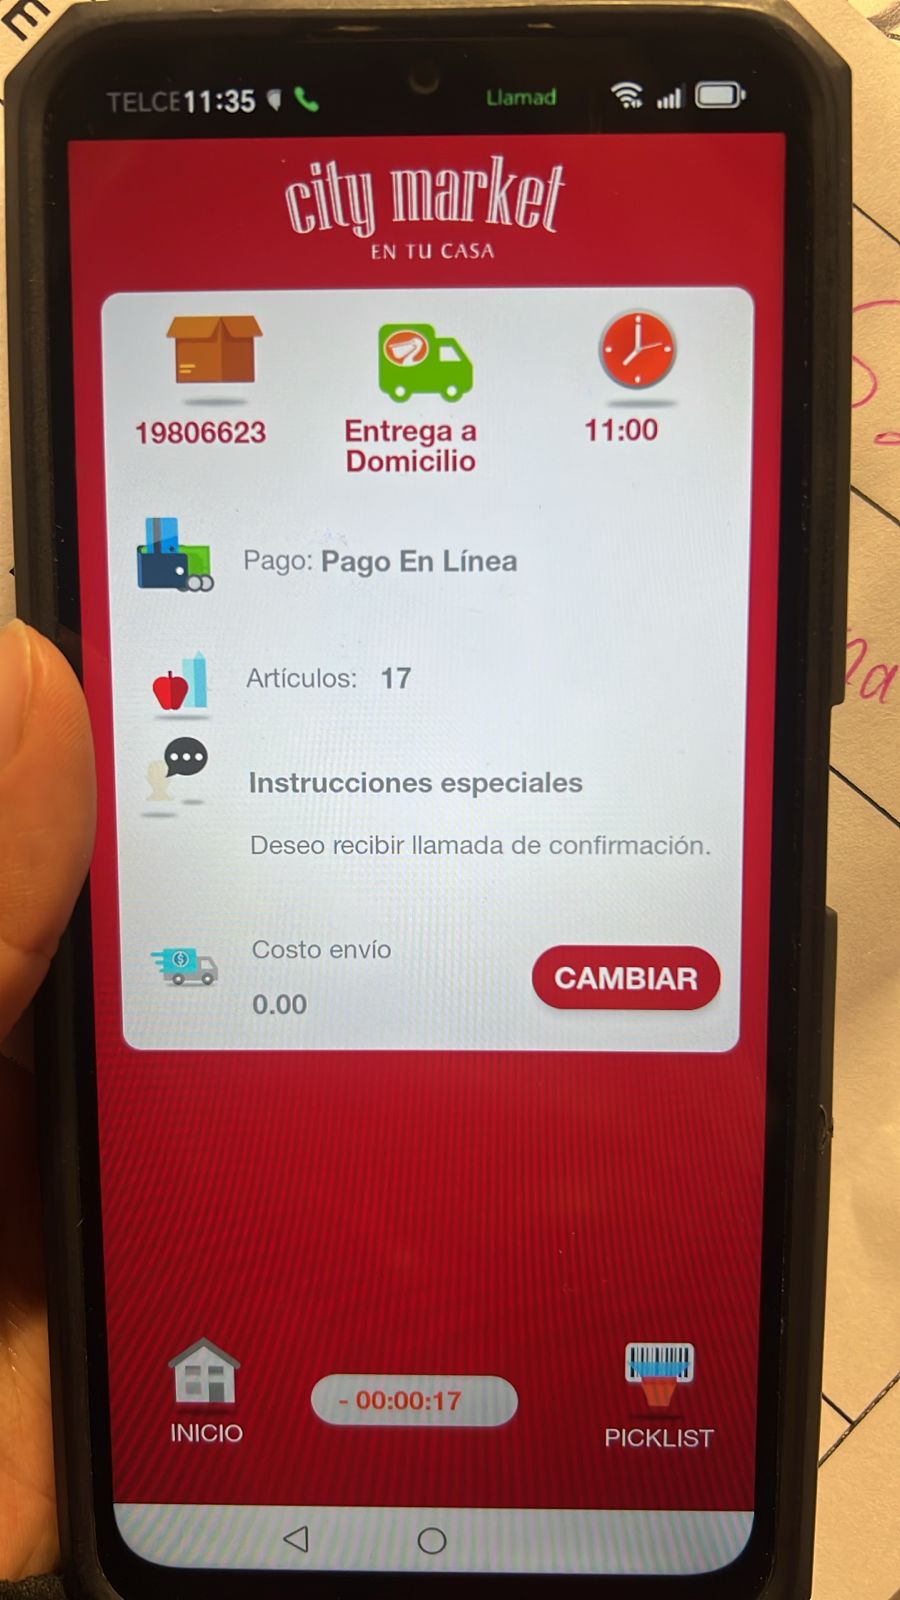 TELCE 11:35 Llamad
city market
EN TU CASA
19806623
Entrega a
Domicilio
11:00
Pago: Pago En Línea
Artículos: 17
Instrucciones especiales
Deseo recibir llamada de confirmación.
Costo envío
0.00
CAMBIAR
- 00:00:17
INICIO
PICKLIST